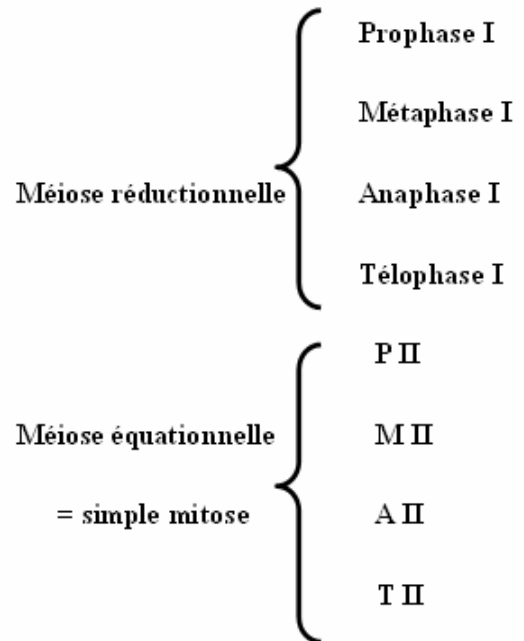 Prophase I
Métaphase I
Méiose réductionnelle
Anaphase I
Télophase I
P II
Méiose équationnelle
M II
= simple mitose
A II
T II